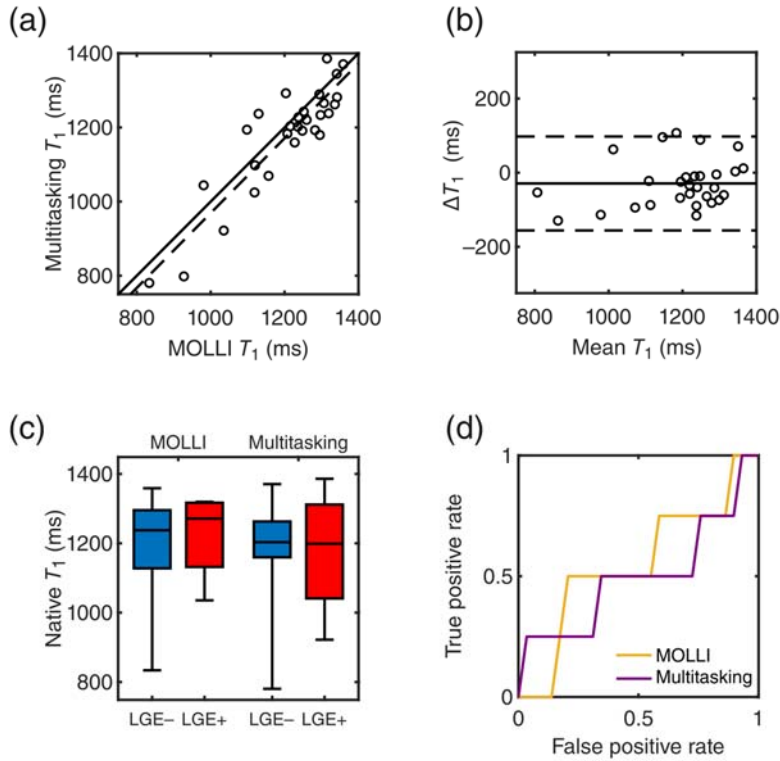 (a)
1400
1200
1000
800
Multitasking T₁ (ms)
800 1000 1200 1400
MOLLI T₁ (ms)
(b)
200
0
−200
ΔT₁ (ms)
600 800 1000 1200 1400
Mean T₁ (ms)
(c)
MOLLI Multitasking
1400
1200
1000
800
Native T₁ (ms)
LGE− LGE+ LGE− LGE+
(d)
1
0.5
0
True positive rate
MOLLI
Multitasking
0 0.5 1
False positive rate